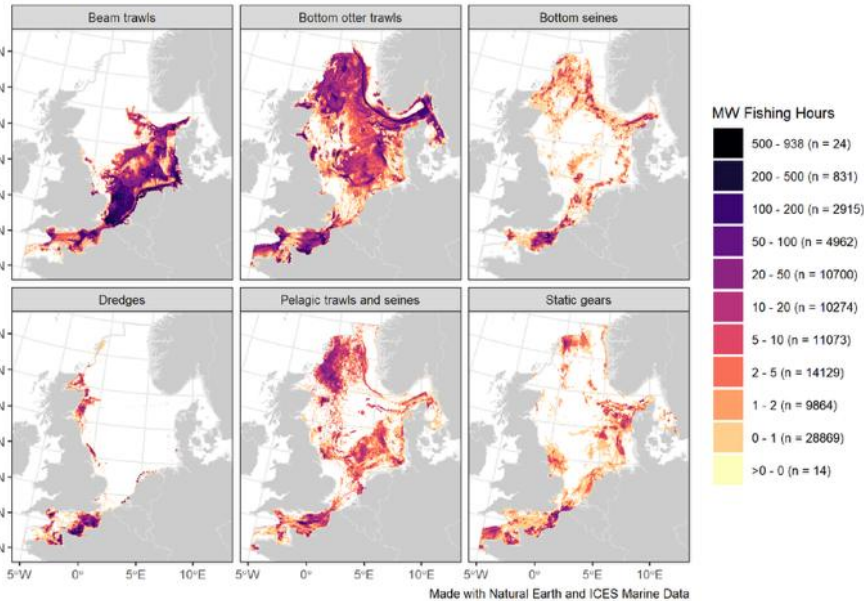 Beam trawls
Bottom otter trawls
Bottom seines
N
N
N
N
N
N
N
MW Fishing Hours
500 - 938 (n = 24)
200 - 500 (n = 831)
100 - 200 (n = 2915)
50 - 100 (n = 4962)
20 - 50 (n = 10700)
10 - 20 (n = 10274)
5 - 10 (n = 11073)
2 - 5 (n = 14129)
1 - 2 (n = 9864)
0 - 1 (n = 28869)
>0 - 0 (n = 14)
Dredges
Pelagic trawls and seines
Static gears
N
N
N
N
N
N
N
5°W 0° 5°E 10°E
5°W 0° 5°E 10°E
5°W 0° 5°E 10°E
Made with Natural Earth and ICES Marine Data